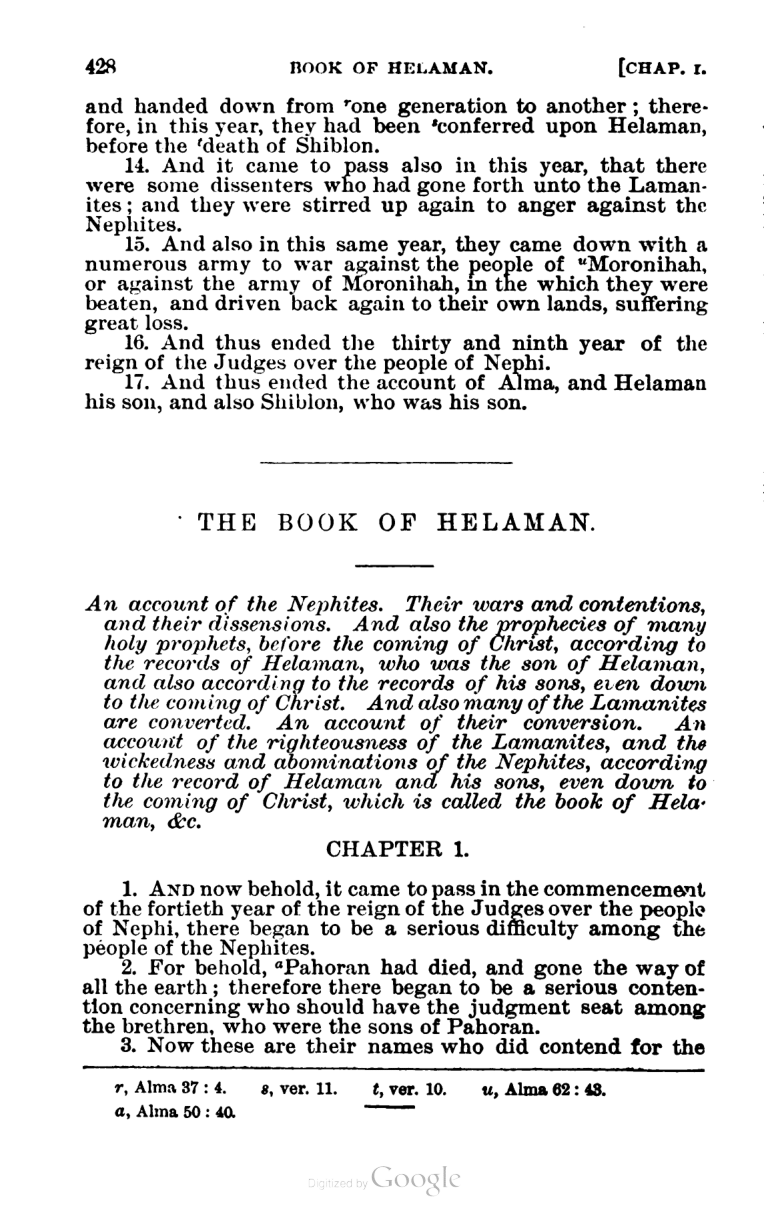 428 BOOK OF HELAMAN. [CHAP. I.
and handed down from ʳone generation to another; there-
fore, in this year, they had been ˢconferred upon Helaman,
before the ᵗdeath of Shiblon.
14. And it came to pass also in this year, that there
were some dissenters who had gone forth unto the Laman-
ites; and they were stirred up again to anger against the
Nephites.
15. And also in this same year, they came down with a
numerous army to war against the people of ᵘMoronihah,
or against the army of Moronihah, in the which they were
beaten, and driven back again to their own lands, suffering
great loss.
16. And thus ended the thirty and ninth year of the
reign of the Judges over the people of Nephi.
17. And thus ended the account of Alma, and Helaman
his son, and also Shiblon, who was his son.
THE BOOK OF HELAMAN.
An account of the Nephites. Their wars and contentions,
and their dissensions. And also the prophecies of many
holy prophets, before the coming of Christ, according to
the records of Helaman, who was the son of Helaman,
and also according to the records of his sons, even down
to the coming of Christ. And also many of the Lamanites
are converted. An account of their conversion. An
account of the righteousness of the Lamanites, and the
wickedness and abominations of the Nephites, according
to the record of Helaman and his sons, even down to
the coming of Christ, which is called the book of Hela-
man, &c.
CHAPTER 1.
1. AND now behold, it came to pass in the commencement
of the fortieth year of the reign of the Judges over the people
of Nephi, there began to be a serious difficulty among the
people of the Nephites.
2. For behold, ᵃPahoran had died, and gone the way of
all the earth; therefore there began to be a serious conten-
tion concerning who should have the judgment seat among
the brethren, who were the sons of Pahoran.
3. Now these are their names who did contend for the
r, Alma 37 : 4. s, ver. 11. t, ver. 10. u, Alma 62 : 43.
a, Alma 50 : 40.
Digitized by Google